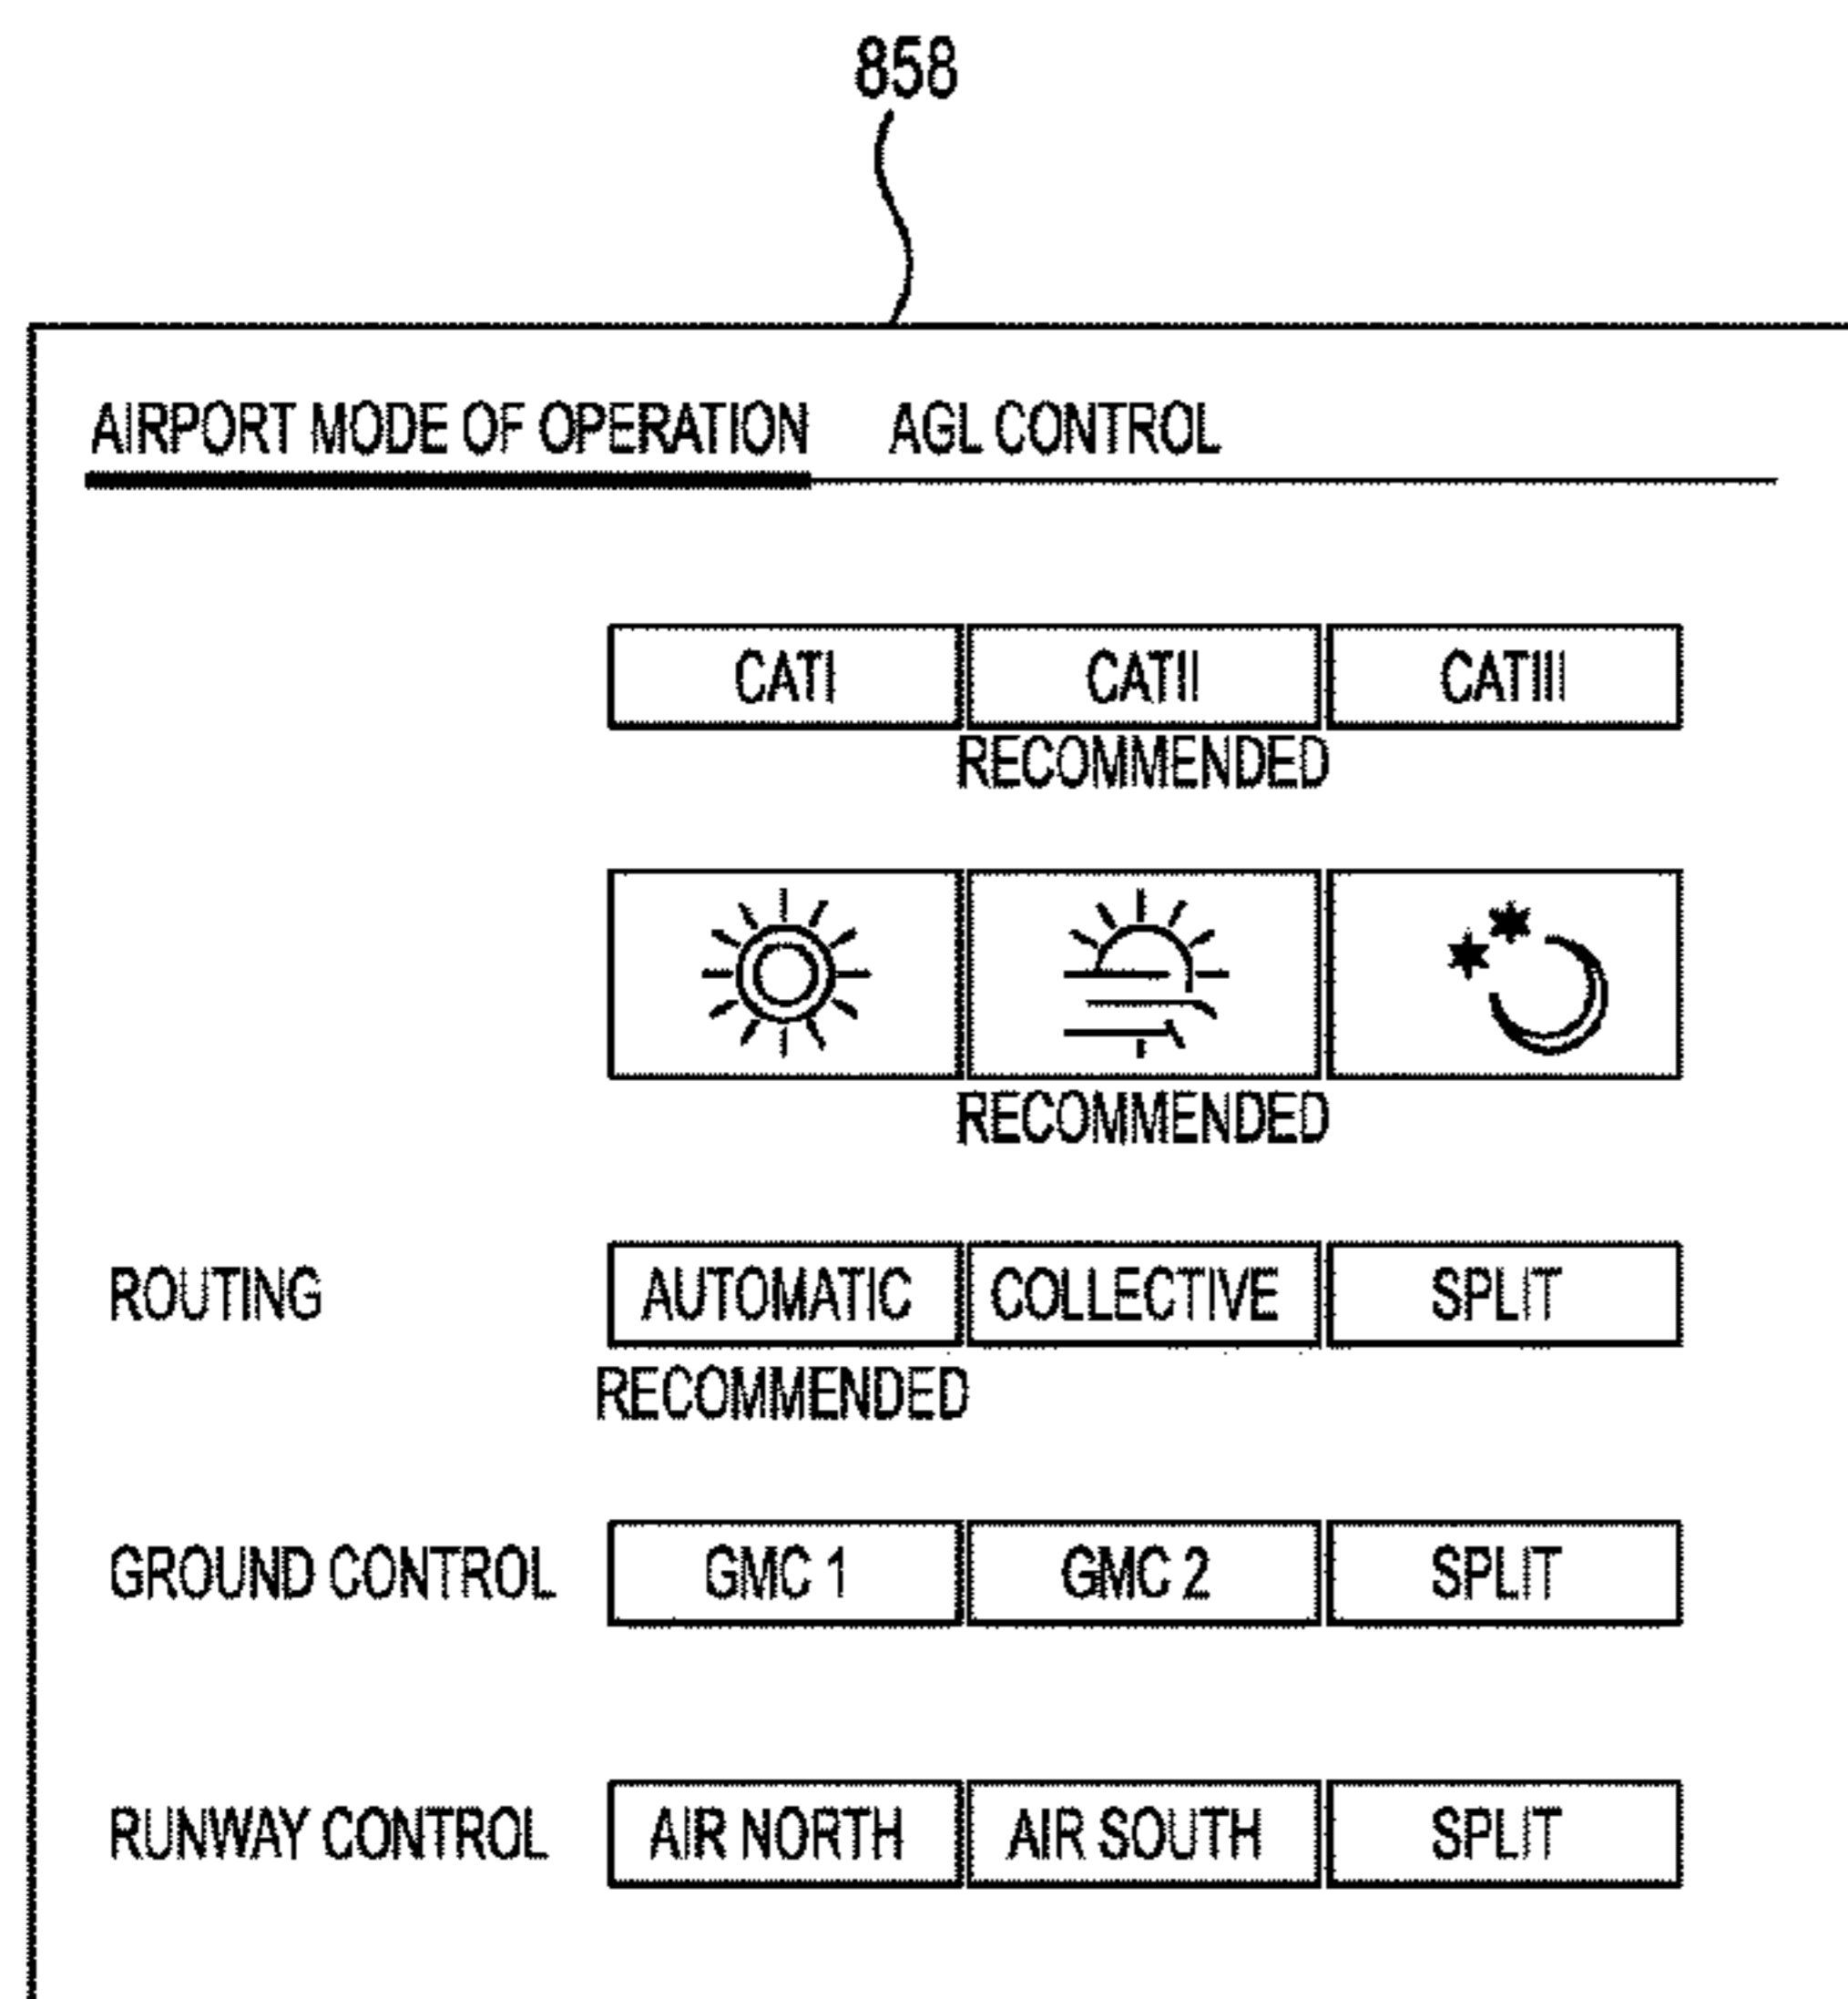 858
AIRPORT MODE OF OPERATION AGL CONTROL
CATI CATII CATIII
RECOMMENDED
RECOMMENDED
ROUTING AUTOMATIC COLLECTIVE SPLIT
RECOMMENDED
GROUND CONTROL GMC 1 GMC 2 SPLIT
RUNWAY CONTROL AIR NORTH AIR SOUTH SPLIT